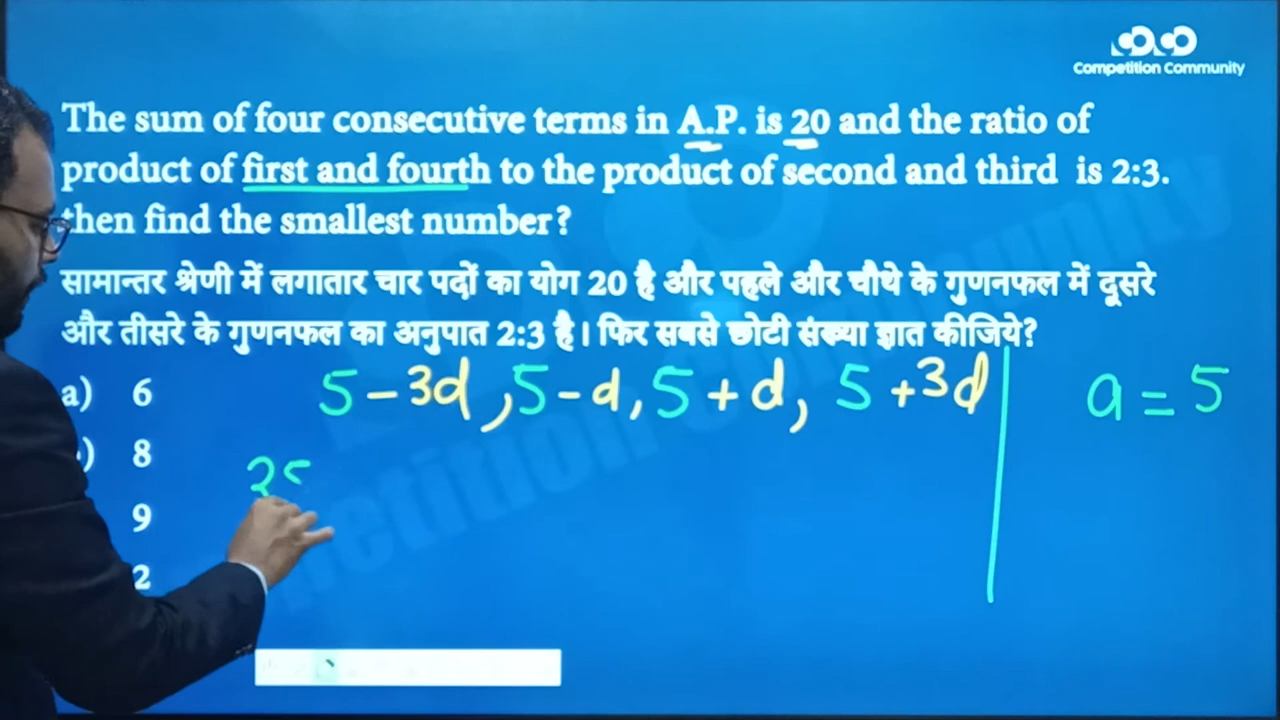 Competition Community
The sum of four consecutive terms in A.P. is 20 and the ratio of
product of first and fourth to the product of second and third is 2:3.
then find the smallest number?
सामान्तर श्रेणी में लगातार चार पदों का योग 20 है और पहले और चौथे के गुणनफल में दूसरे
और तीसरे के गुणनफल का अनुपात 2:3 है। फिर सबसे छोटी संख्या ज्ञात कीजिये?
a) 6
5 - 3d, 5 - d, 5 + d, 5 + 3d
a = 5
) 8
25
9
2